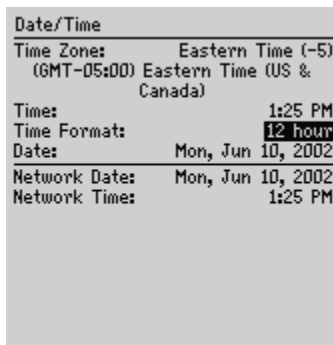 Date/Time
Time Zone: Eastern Time (-5)
(GMT-05:00) Eastern Time (US &
Canada)
Time: 1:25 PM
Time Format: 12 hour
Date: Mon, Jun 10, 2002
Network Date: Mon, Jun 10, 2002
Network Time: 1:25 PM